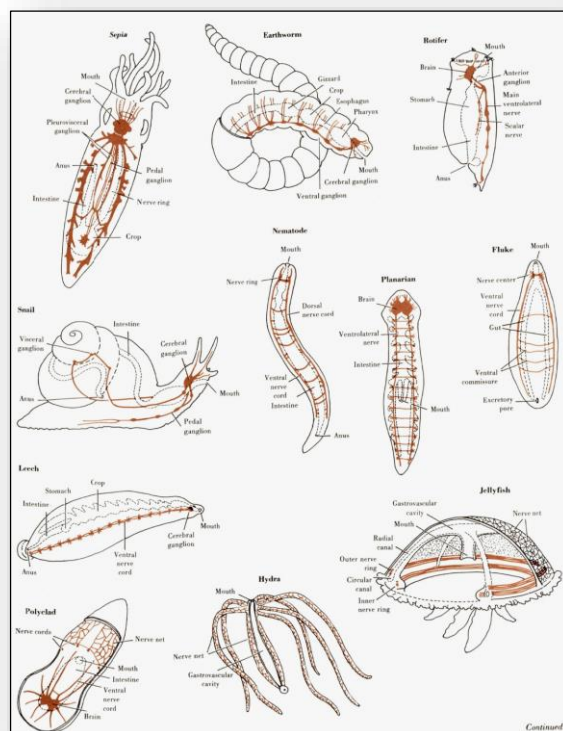 Sepia
Mouth
Cerebral
ganglion
Pleurovisceral
ganglion
Anus
Intestine
Pedal
ganglion
Nerve ring
Crop
Earthworm
Intestine
Gizzard
Crop
Esophagus
Pharynx
Mouth
Cerebral ganglion
Ventral ganglion
Rotifer
Mouth
Brain
Anterior
ganglion
Stomach
Main
ventrolateral
nerve
Scular
nerve
Intestine
Anus
Snail
Visceral
ganglion
Intestine
Cerebral
ganglion
Anus
Mouth
Pedal
ganglion
Nematode
Mouth
Nerve ring
Dorsal
nerve cord
Ventral
nerve
cord
Intestine
Anus
Planarian
Brain
Ventrolateral
nerve
Intestine
Mouth
Fluke
Mouth
Nerve center
Ventral
nerve
cord
Gut
Ventral
commissure
Excretory
pore
Leech
Crop
Stomach
Intestine
Mouth
Cerebral
ganglion
Anus
Ventral
nerve
cord
Jellyfish
Gastrovascular
cavity
Nerve net
Mouth
Radial
canal
Outer nerve
ring
Circular
canal
Inner
nerve ring
Polyclad
Nerve cords
Nerve net
Mouth
Intestine
Ventral
nerve
cord
Brain
Hydra
Mouth
Nerve net
Gastrovascular
cavity
Continued